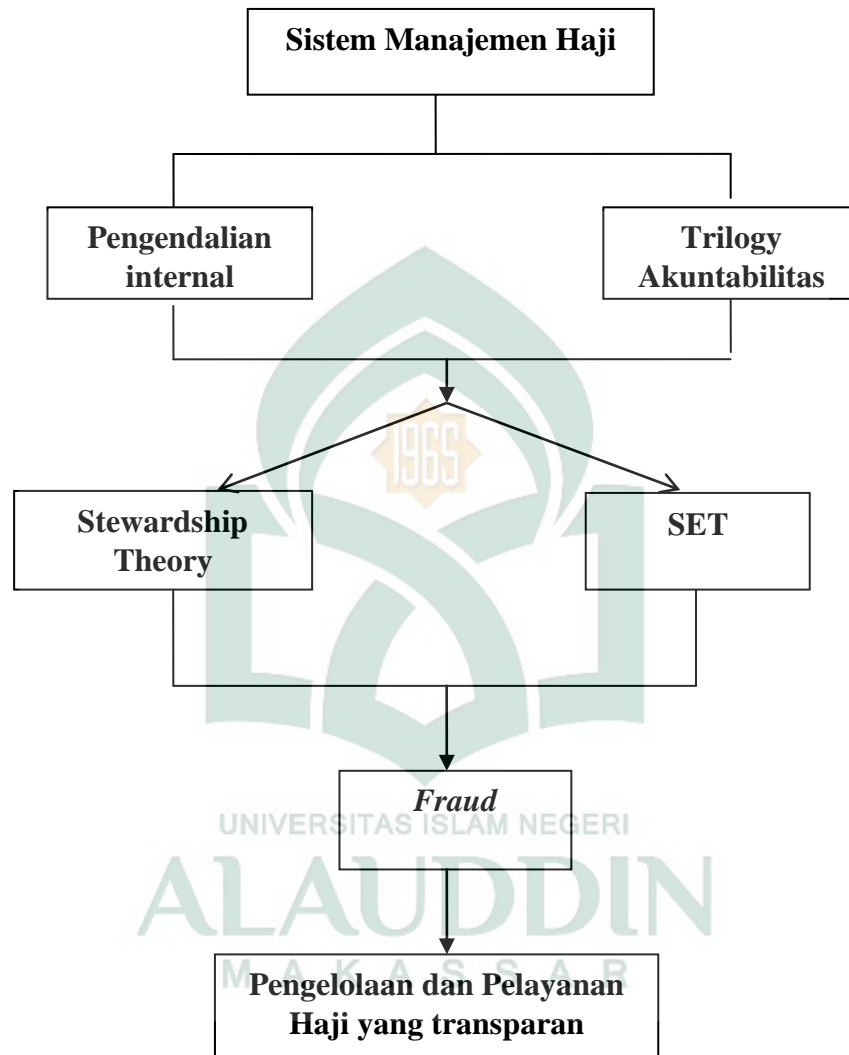 Sistem Manajemen Haji
Pengendalian
internal
Trilogy
Akuntabilitas
1965
Stewardship
Theory
SET
Fraud
UNIVERSITAS ISLAM NEGERI
ALAUDDIN
MAKASSAR
Pengelolaan dan Pelayanan
Haji yang transparan